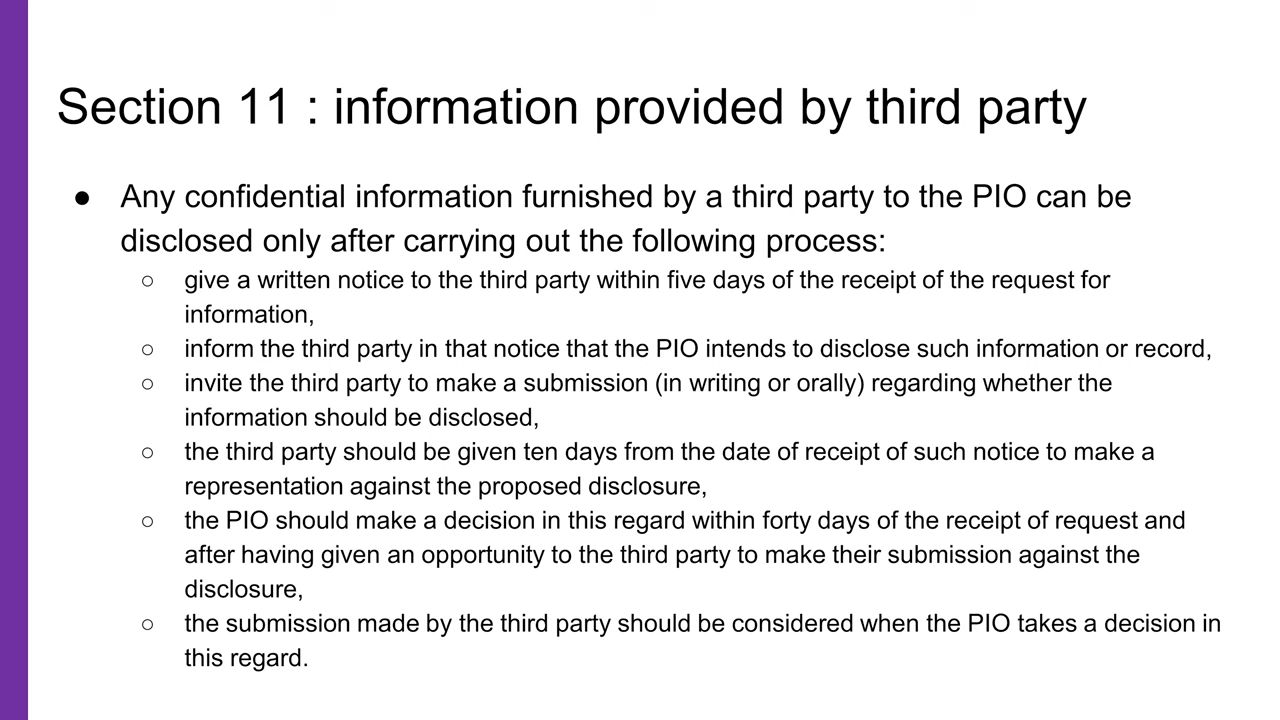 Section 11 : information provided by third party
● Any confidential information furnished by a third party to the PIO can be
disclosed only after carrying out the following process:
○ give a written notice to the third party within five days of the receipt of the request for
information,
○ inform the third party in that notice that the PIO intends to disclose such information or record,
○ invite the third party to make a submission (in writing or orally) regarding whether the
information should be disclosed,
○ the third party should be given ten days from the date of receipt of such notice to make a
representation against the proposed disclosure,
○ the PIO should make a decision in this regard within forty days of the receipt of request and
after having given an opportunity to the third party to make their submission against the
disclosure,
○ the submission made by the third party should be considered when the PIO takes a decision in
this regard.